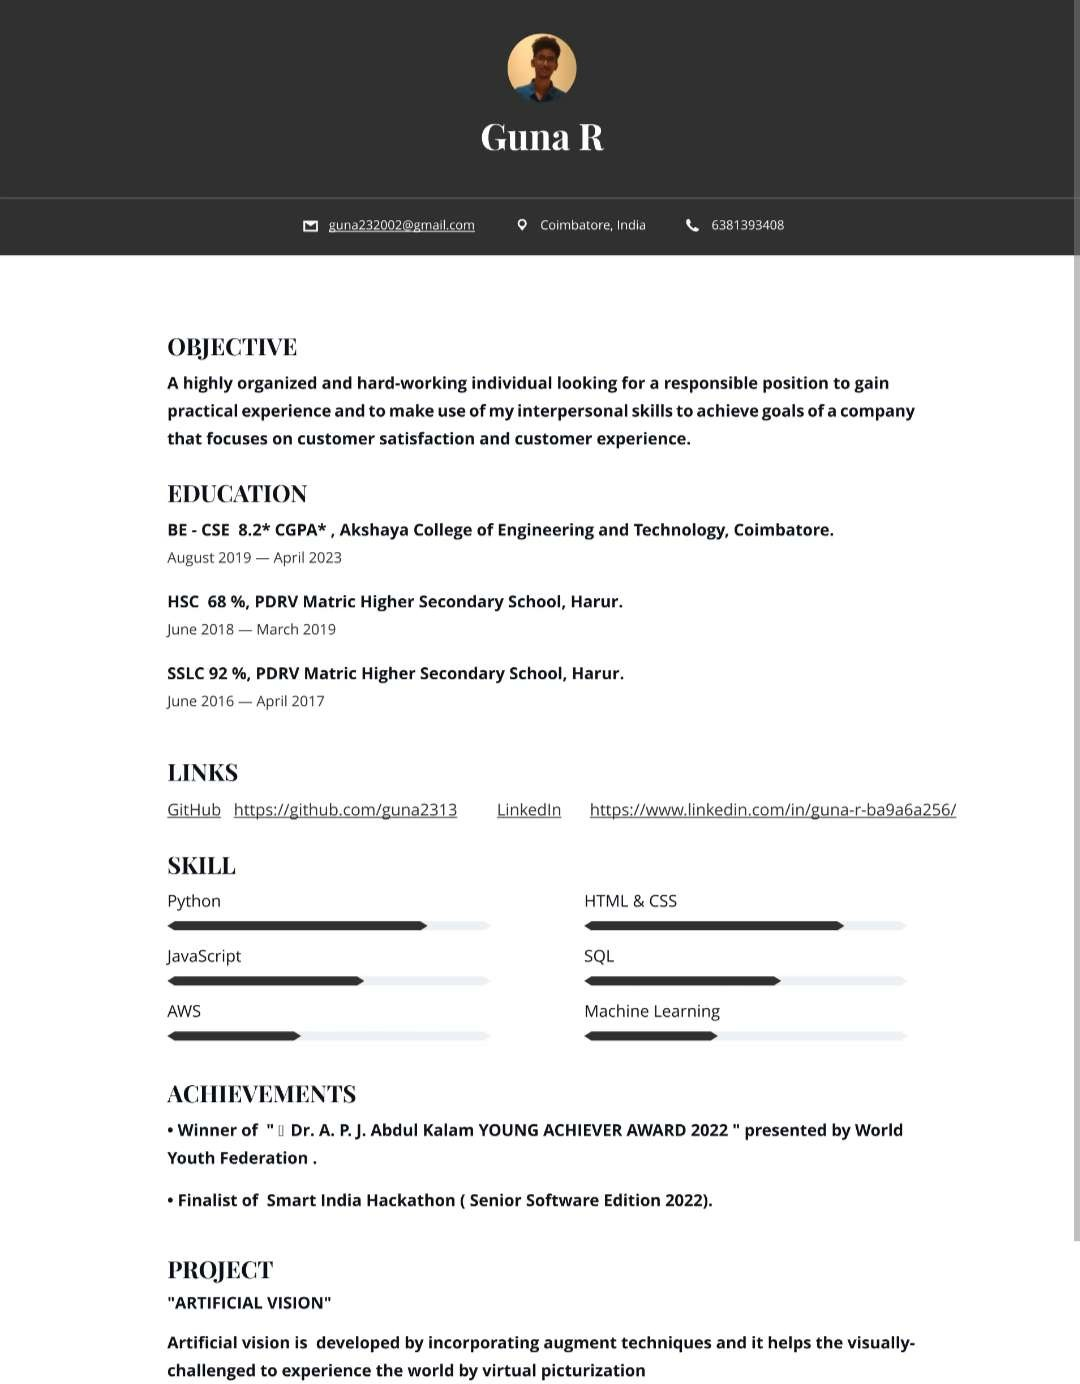 Guna R
guna232002@gmail.com Coimbatore, India 6381393408
OBJECTIVE
A highly organized and hard-working individual looking for a responsible position to gain
practical experience and to make use of my interpersonal skills to achieve goals of a company
that focuses on customer satisfaction and customer experience.
EDUCATION
BE - CSE 8.2* CGPA* , Akshaya College of Engineering and Technology, Coimbatore.
August 2019 — April 2023
HSC 68 %, PDRV Matric Higher Secondary School, Harur.
June 2018 — March 2019
SSLC 92 %, PDRV Matric Higher Secondary School, Harur.
June 2016 — April 2017
LINKS
GitHub https://github.com/guna2313 LinkedIn https://www.linkedin.com/in/guna-r-ba9a6a256/
SKILL
Python HTML & CSS
JavaScript SQL
AWS Machine Learning
ACHIEVEMENTS
• Winner of " ▯ Dr. A. P. J. Abdul Kalam YOUNG ACHIEVER AWARD 2022 " presented by World
Youth Federation .
• Finalist of Smart India Hackathon ( Senior Software Edition 2022).
PROJECT
"ARTIFICIAL VISION"
Artificial vision is developed by incorporating augment techniques and it helps the visually-
challenged to experience the world by virtual picturization